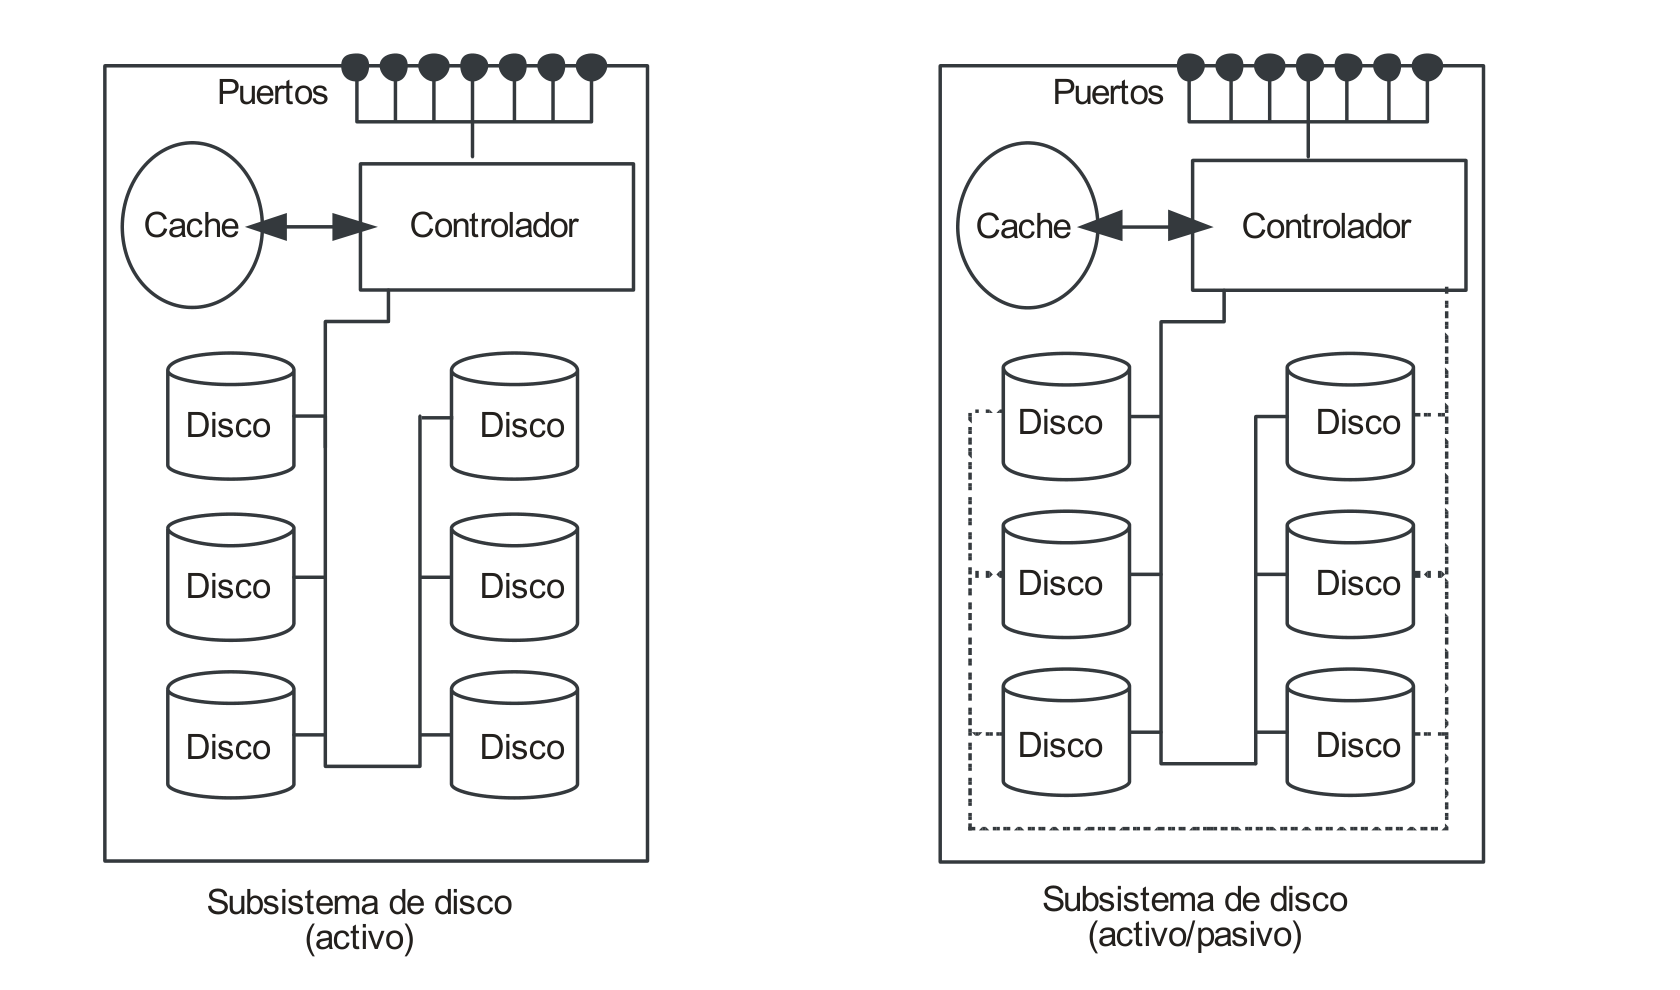 Puertos
Cache
Controlador
Disco
Disco
Disco
Disco
Disco
Disco
Subsistema de disco
(activo)
Puertos
Cache
Controlador
Disco
Disco
Disco
Disco
Disco
Disco
Subsistema de disco
(activo/pasivo)